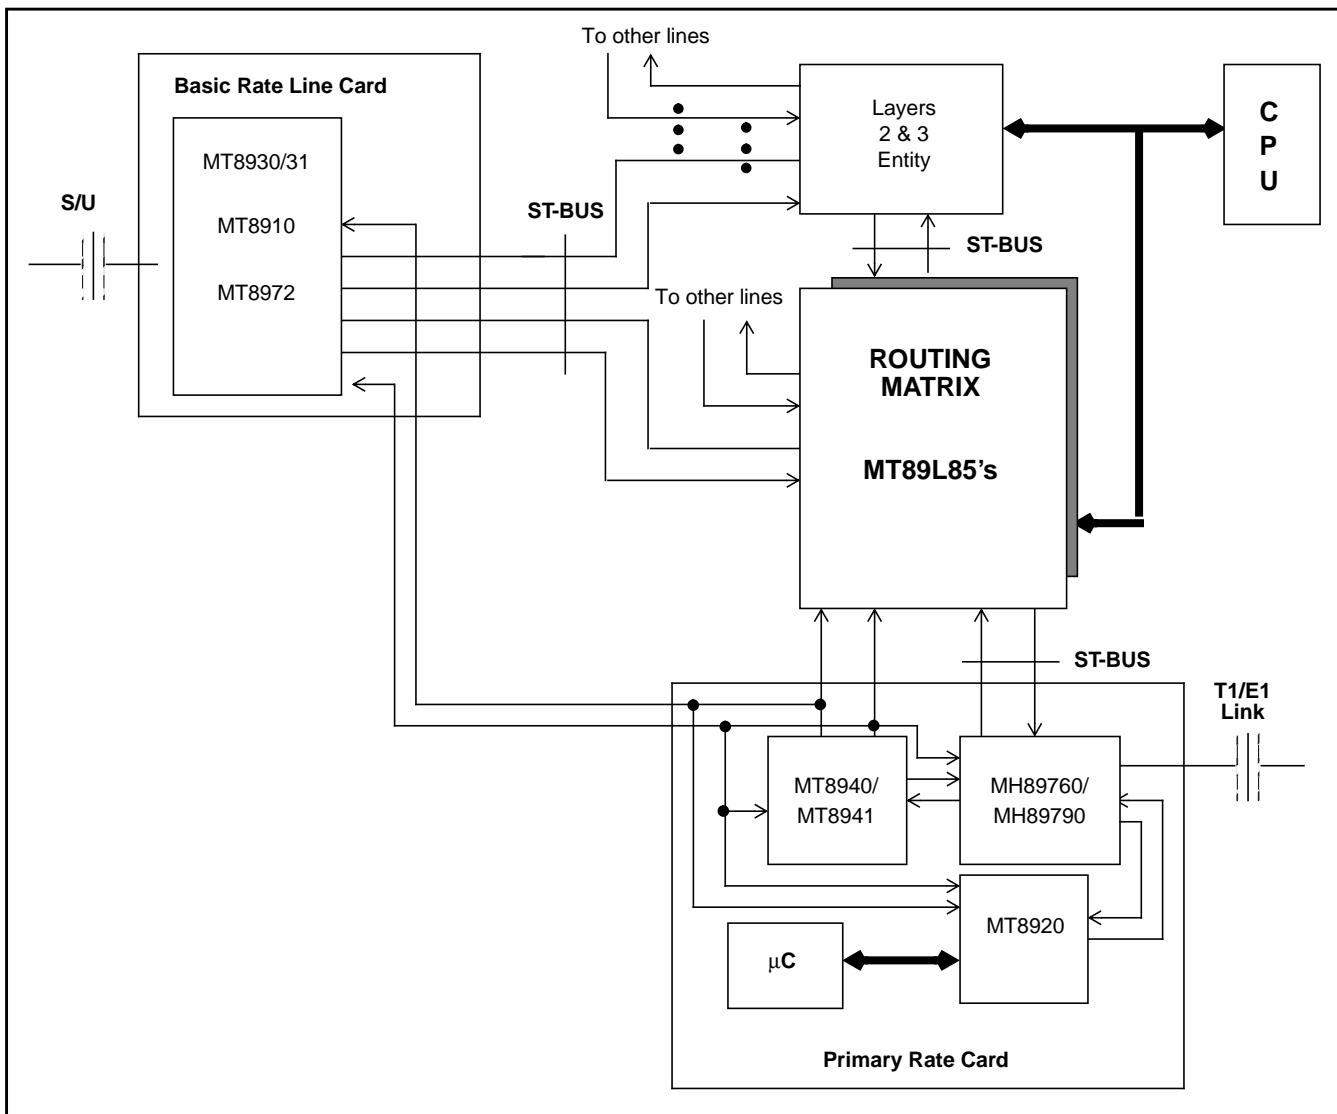 To other lines
Basic Rate Line Card
Layers
2 & 3
Entity
C
P
U
MT8930/31
S/U
MT8910
ST-BUS
ST-BUS
MT8972
To other lines
ROUTING
MATRIX
MT89L85's
ST-BUS
T1/E1
Link
MT8940/
MT8941
MH89760/
MH89790
MT8920
μC
Primary Rate Card